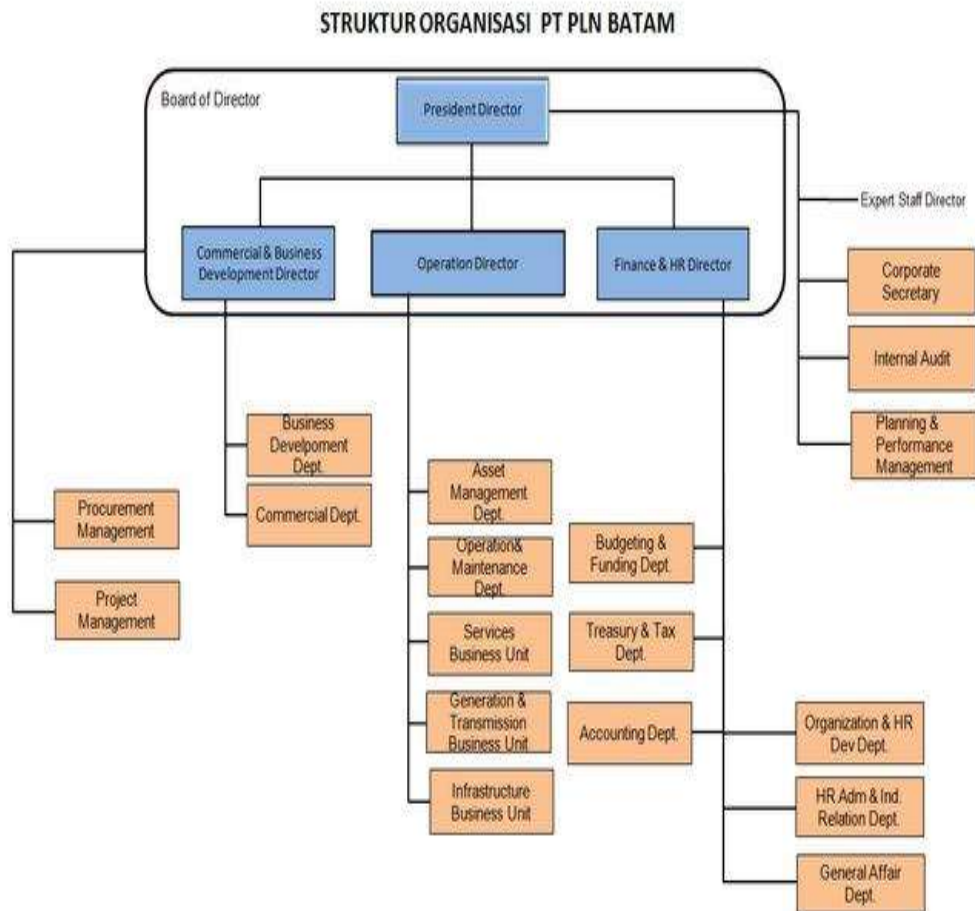 STRUKTUR ORGANISASI PT PLN BATAM
Board of Director
President Director
Expert Staff Director
Commercial & Business
Development Director
Operation Director
Finance & HR Director
Corporate
Secretary
Internal Audit
Planning &
Performance
Management
Business
Develpoment
Dept.
Commercial Dept.
Procurement
Management
Project
Management
Asset
Management
Dept.
Operation&
Maintenance
Dept.
Services
Business Unit
Generation &
Transmission
Business Unit
Infrastructure
Business Unit
Budgeting &
Funding Dept.
Treasury & Tax
Dept.
Accounting Dept.
Organization & HR
Dev Dept.
HR Adm & Ind.
Relation Dept.
General Affair
Dept.